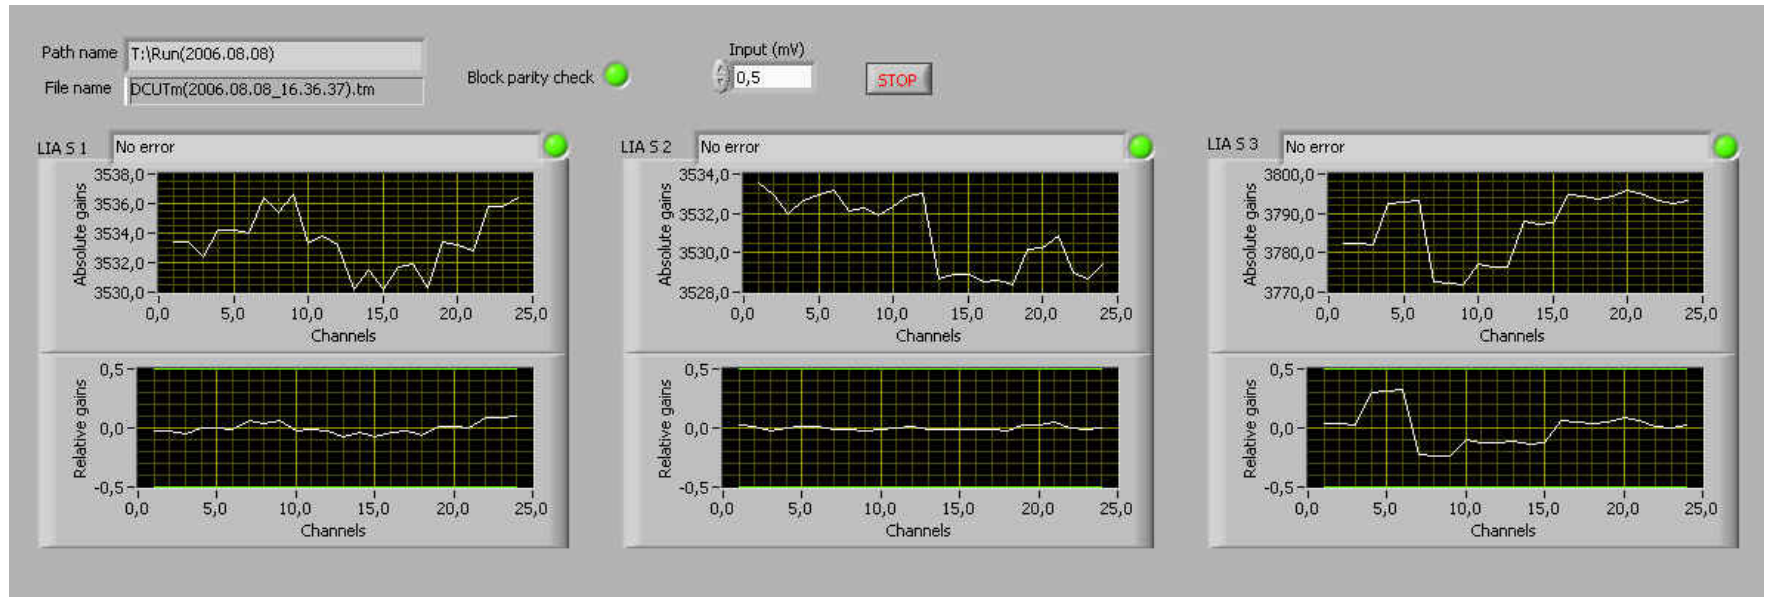 Path name T:\Run(2006.08.08)
File name DCUTm(2006.08.08_16.36.37).tm
Block parity check
Input (mV)
0,5
STOP
LIA S 1 No error
Absolute gains
3538,0
3536,0
3534,0
3532,0
3530,0
0,0 5,0 10,0 15,0 20,0 25,0
Channels
Relative gains
0,5
0,0
-0,5
0,0 5,0 10,0 15,0 20,0 25,0
Channels
LIA S 2 No error
Absolute gains
3534,0
3532,0
3530,0
3528,0
0,0 5,0 10,0 15,0 20,0 25,0
Channels
Relative gains
0,5
0,0
-0,5
0,0 5,0 10,0 15,0 20,0 25,0
Channels
LIA S 3 No error
Absolute gains
3800,0
3790,0
3780,0
3770,0
0,0 5,0 10,0 15,0 20,0 25,0
Channels
Relative gains
0,5
0,0
-0,5
0,0 5,0 10,0 15,0 20,0 25,0
Channels